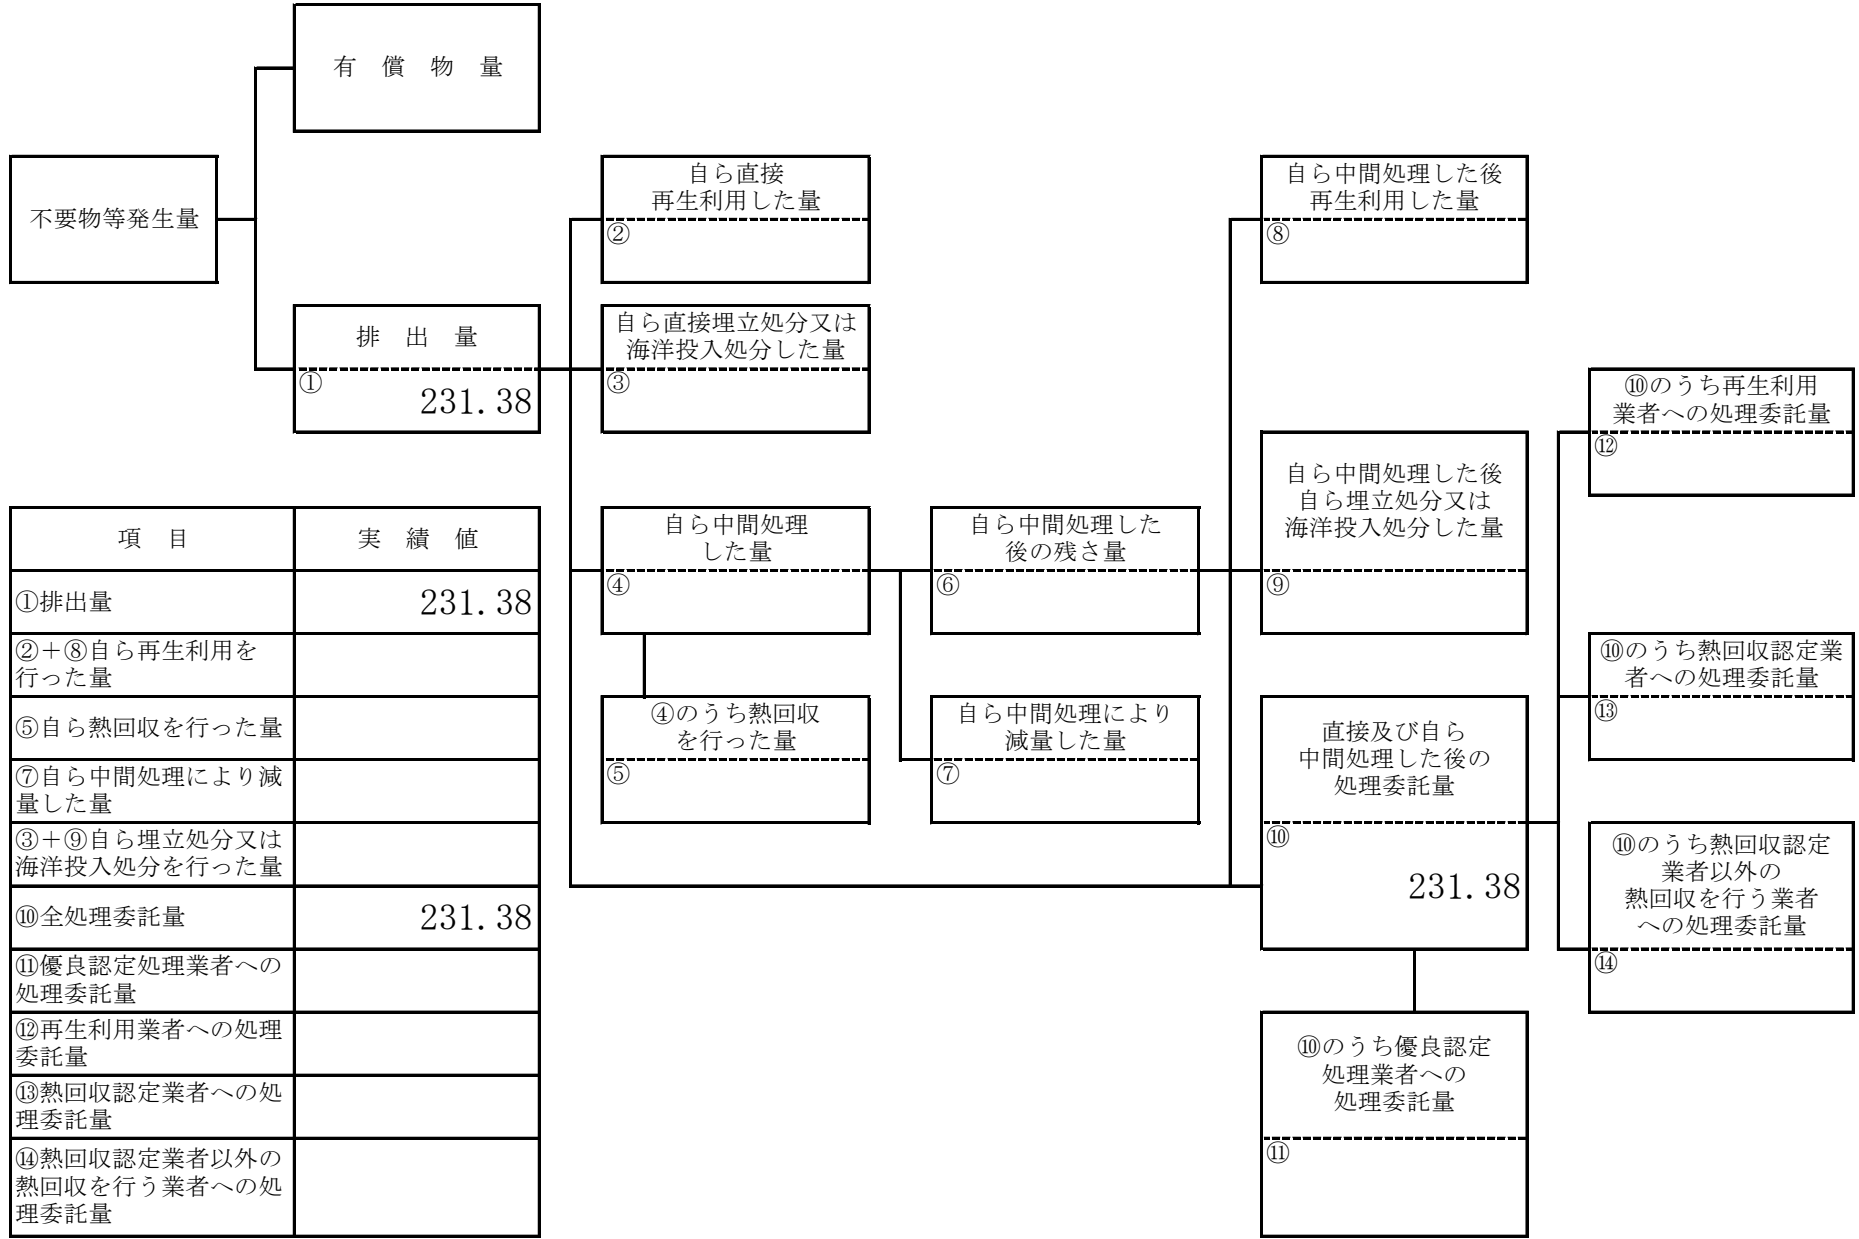 有　償　物　量
不要物等発生量
排　出　量
①
231.38
自ら直接
再生利用した量
②
自ら直接埋立処分又は
海洋投入処分した量
③
自ら中間処理
した量
④
④のうち熱回収
を行った量
⑤
自ら中間処理した
後の残さ量
⑥
自ら中間処理により
減量した量
⑦
自ら中間処理した後
再生利用した量
⑧
自ら中間処理した後
自ら埋立処分又は
海洋投入処分した量
⑨
直接及び自ら
中間処理した後の
処理委託量
⑩
231.38
⑩のうち優良認定
処理業者への
処理委託量
⑪
⑩のうち再生利用
業者への処理委託量
⑫
⑩のうち熱回収認定業
者への処理委託量
⑬
⑩のうち熱回収認定
業者以外の
熱回収を行う業者
への処理委託量
⑭
項　目
実　績　値
①排出量
231.38
②＋⑧自ら再生利用を
行った量
⑤自ら熱回収を行った量
⑦自ら中間処理により減
量した量
③＋⑨自ら埋立処分又は
海洋投入処分を行った量
⑩全処理委託量
231.38
⑪優良認定処理業者への
処理委託量
⑫再生利用業者への処理
委託量
⑬熱回収認定業者への処
理委託量
⑭熱回収認定業者以外の
熱回収を行う業者への処
理委託量